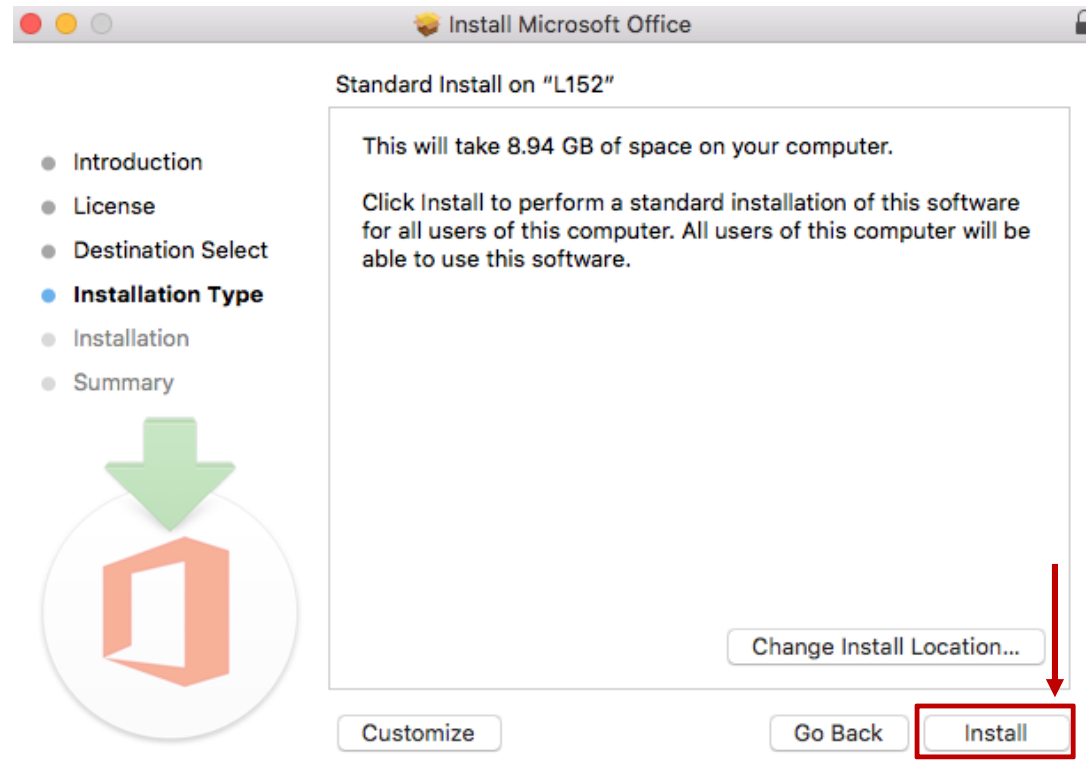 Install Microsoft Office
Standard Install on "L152"
Introduction
License
Destination Select
Installation Type
Installation
Summary
This will take 8.94 GB of space on your computer.
Click Install to perform a standard installation of this software
for all users of this computer. All users of this computer will be
able to use this software.
Change Install Location...
Customize
Go Back
Install